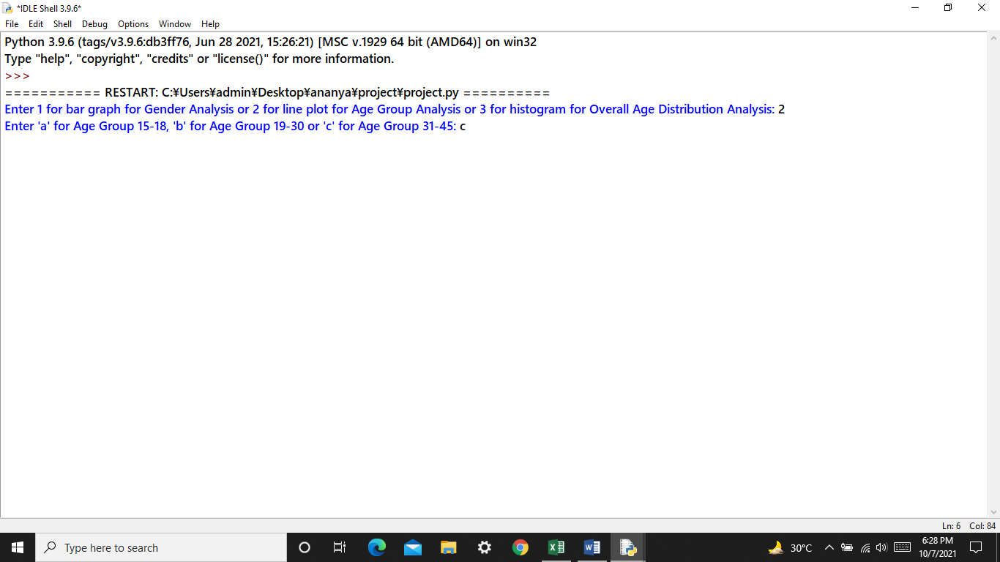 *IDLE Shell 3.9.6*
File Edit Shell Debug Options Window Help
Python 3.9.6 (tags/v3.9.6:db3ff76, Jun 28 2021, 15:26:21) [MSC v.1929 64 bit (AMD64)] on win32
Type "help", "copyright", "credits" or "license()" for more information.
>>>
=========== RESTART: C:¥Users¥admin¥Desktop¥ananya¥project¥project.py ==========
Enter 1 for bar graph for Gender Analysis or 2 for line plot for Age Group Analysis or 3 for histogram for Overall Age Distribution Analysis: 2
Enter 'a' for Age Group 15-18, 'b' for Age Group 19-30 or 'c' for Age Group 31-45: c
Ln: 6 Col: 84
Type here to search
30°C
6:28 PM
10/7/2021